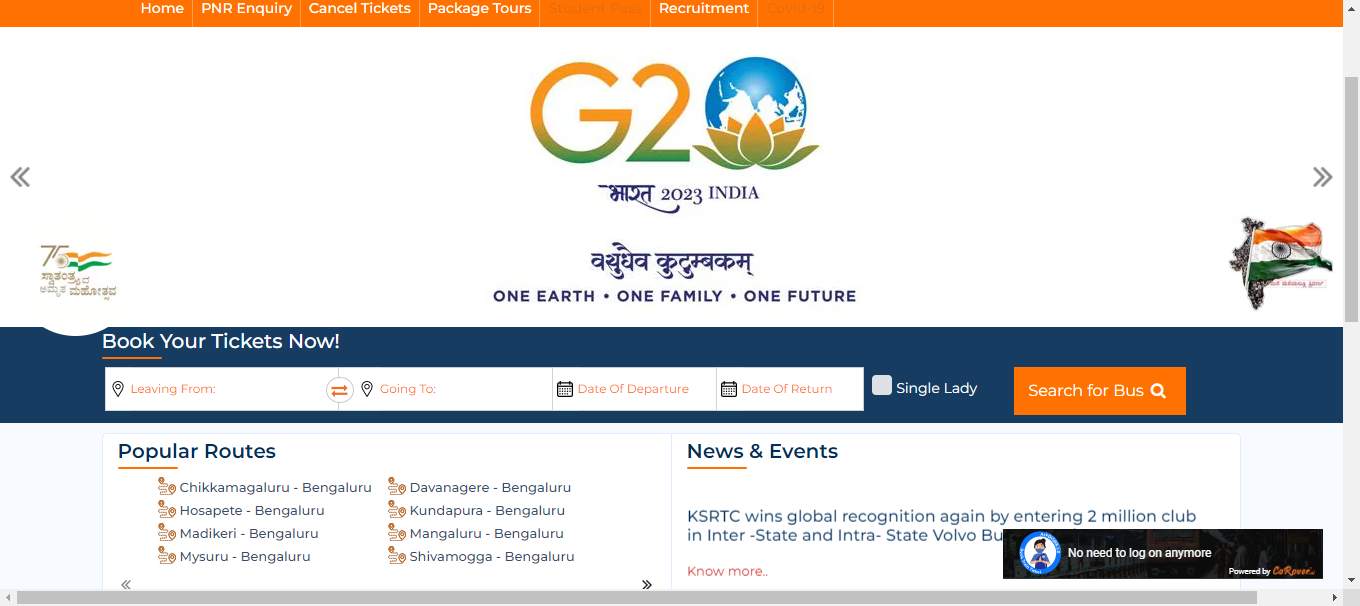 Home PNR Enquiry Cancel Tickets Package Tours Student Pass Recruitment Covid-19
G20
भारत 2023 INDIA
वसुधैव कुटुम्बकम्
ONE EARTH • ONE FAMILY • ONE FUTURE
75
ಸ್ವಾತಂತ್ರ್ಯದ
ಅಮೃತ ಮಹೋತ್ಸವ
Book Your Tickets Now!
Leaving From: Going To: Date Of Departure Date Of Return Single Lady Search for Bus
Popular Routes
Chikkamagaluru - Bengaluru Davanagere - Bengaluru
Hosapete - Bengaluru Kundapura - Bengaluru
Madikeri - Bengaluru Mangaluru - Bengaluru
Mysuru - Bengaluru Shivamogga - Bengaluru
News & Events
KSRTC wins global recognition again by entering 2 million club
in Inter -State and Intra- State Volvo Bu
Know more..
No need to log on anymore
Powered by CoRover